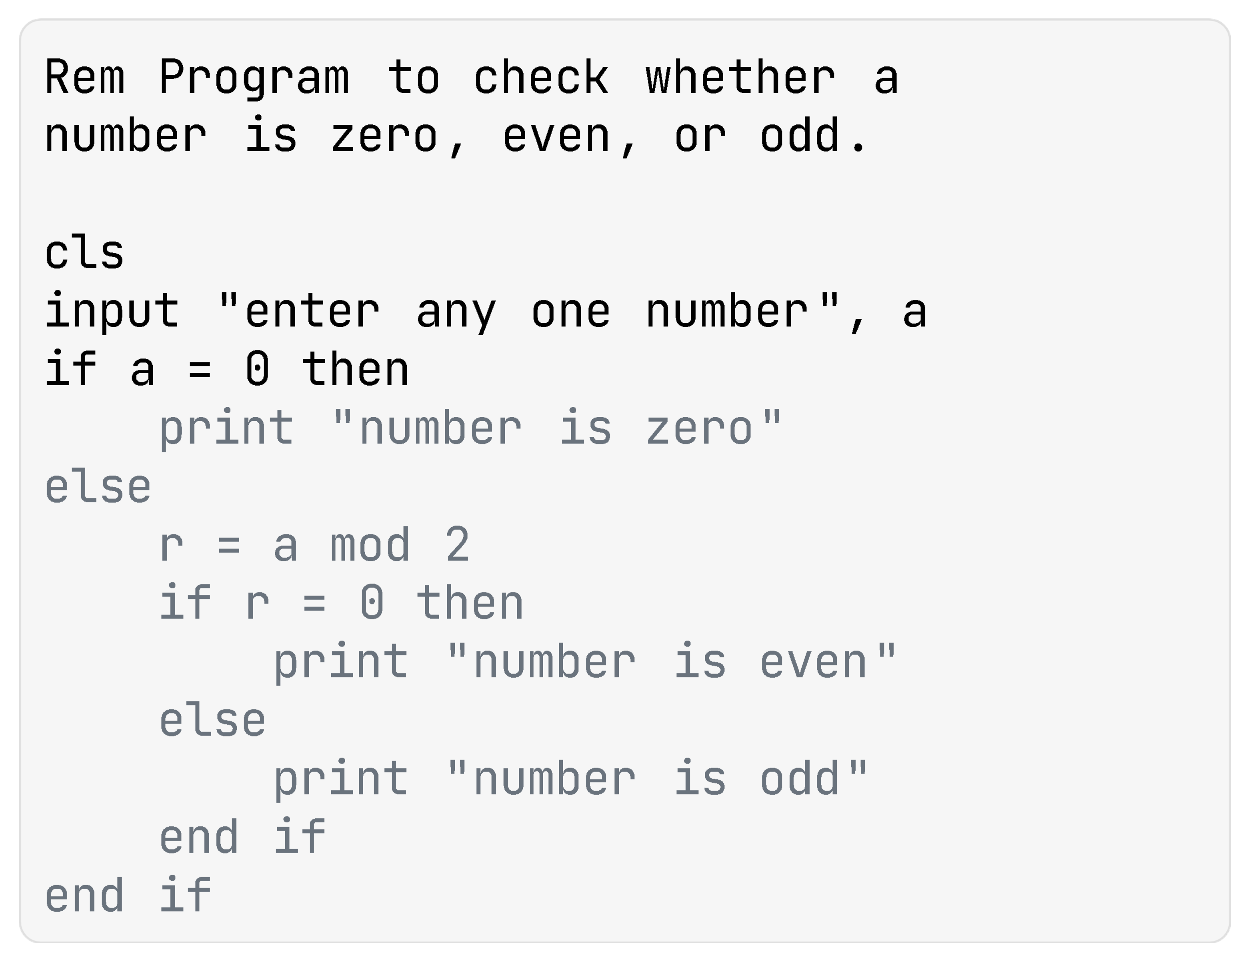 Rem Program to check whether a
number is zero, even, or odd.

cls
input "enter any one number", a
if a = 0 then
    print "number is zero"
else
    r = a mod 2
    if r = 0 then
        print "number is even"
    else
        print "number is odd"
    end if
end if